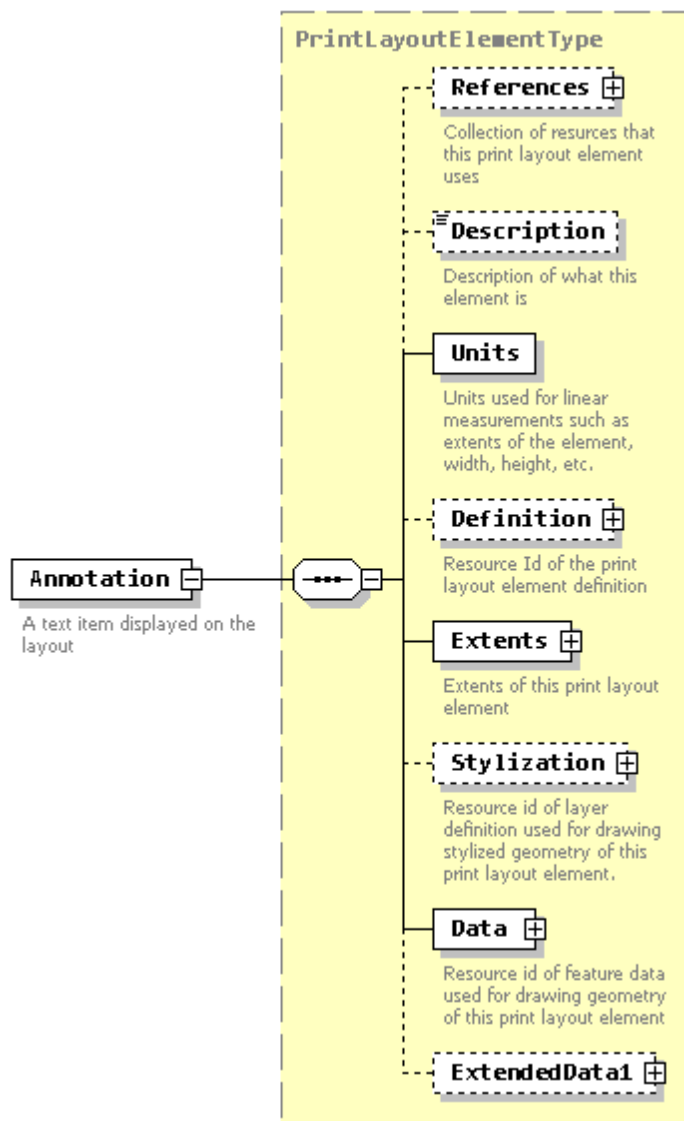 PrintLayoutElementType
References
Collection of resurces that
this print layout element
uses
Description
Description of what this
element is
Units
Units used for linear
measurements such as
extents of the element,
width, height, etc.
Definition
Resource Id of the print
layout element definition
Annotation
A text item displayed on the
layout
Extents
Extents of this print layout
element
Stylization
Resource id of layer
definition used for drawing
stylized geometry of this
print layout element.
Data
Resource id of feature data
used for drawing geometry
of this print layout element
ExtendedData1